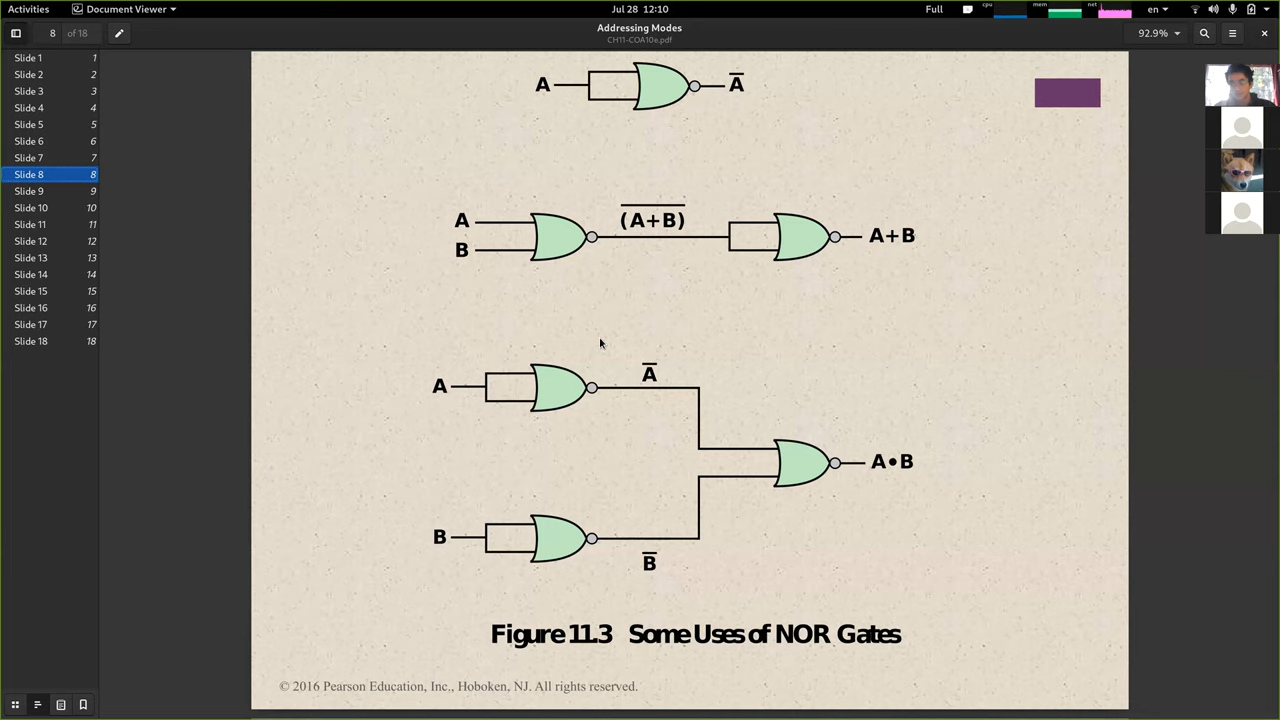 Activities
Document Viewer
Jul 28 12:10
Full
cpu
mem
net
en
8 of 18
Addressing Modes
CH11-COA10e.pdf
92.9%
Slide 1 1
Slide 2 2
Slide 3 3
Slide 4 4
Slide 5 5
Slide 6 6
Slide 7 7
Slide 8 8
Slide 9 9
Slide 10 10
Slide 11 11
Slide 12 12
Slide 13 13
Slide 14 14
Slide 15 15
Slide 16 16
Slide 17 17
Slide 18 18
A A̅
A
B
(̅A̅+̅B̅)̅
A+B
A
A̅
A•B
B
B̅
Figure 11.3 Some Uses of NOR Gates
© 2016 Pearson Education, Inc., Hoboken, NJ. All rights reserved.